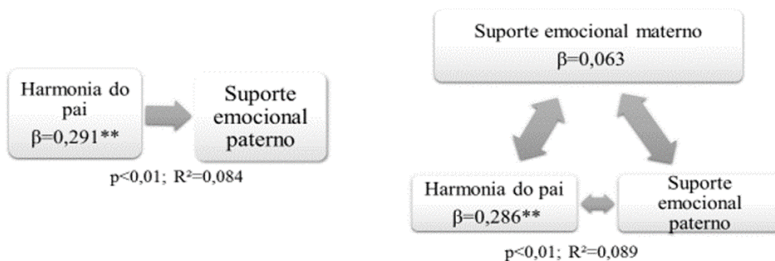 Harmonia do
pai
β=0,291**
Suporte
emocional
paterno
p<0,01; R²=0,084
Suporte emocional materno
β=0,063
Harmonia do pai
β=0,286**
Suporte
emocional
paterno
p<0,01; R²=0,089